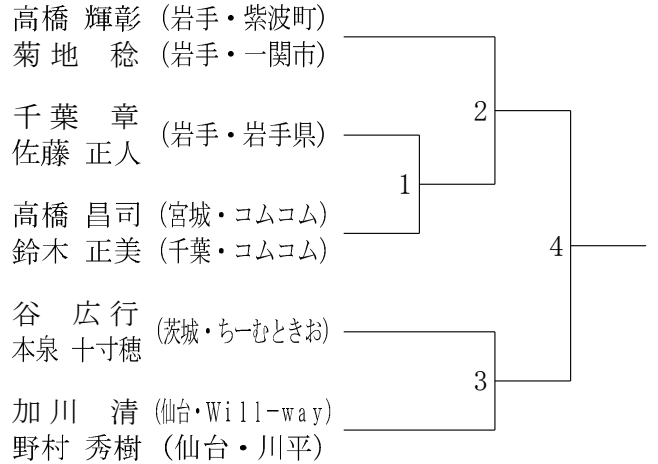 高橋 輝彰 (岩手・紫波町)
菊地 稔 (岩手・一関市)
2
千葉 章
(岩手・岩手県)
佐藤 正人
1
高橋 昌司 (宮城・コムコム)
鈴木 正美 (千葉・コムコム)
4
谷 広行
(茨城・ちーむときお)
本泉 十寸穂
3
加川 清 (仙台・Will-way)
野村 秀樹 (仙台・川平)